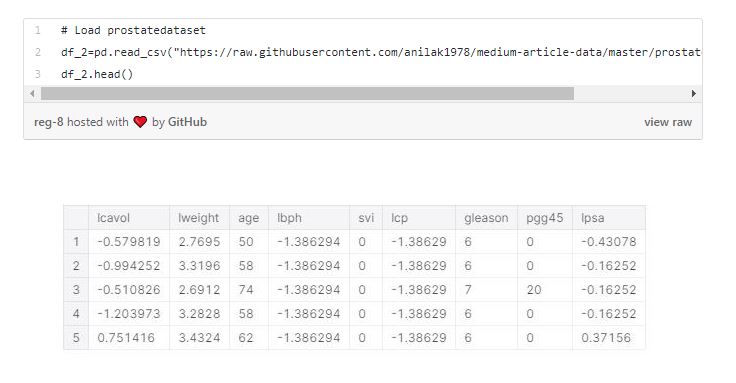 1 # Load prostatedataset
2 df_2=pd.read_csv("https://raw.githubusercontent.com/anilak1978/medium-article-data/master/prostat
3 df_2.head()
reg-8 hosted with ❤ by GitHub view raw
lcavol lweight age lbph svi lcp gleason pgg45 lpsa
1 -0.579819 2.7695 50 -1.386294 0 -1.38629 6 0 -0.43078
2 -0.994252 3.3196 58 -1.386294 0 -1.38629 6 0 -0.16252
3 -0.510826 2.6912 74 -1.386294 0 -1.38629 7 20 -0.16252
4 -1.203973 3.2828 58 -1.386294 0 -1.38629 6 0 -0.16252
5 0.751416 3.4324 62 -1.386294 0 -1.38629 6 0 0.37156